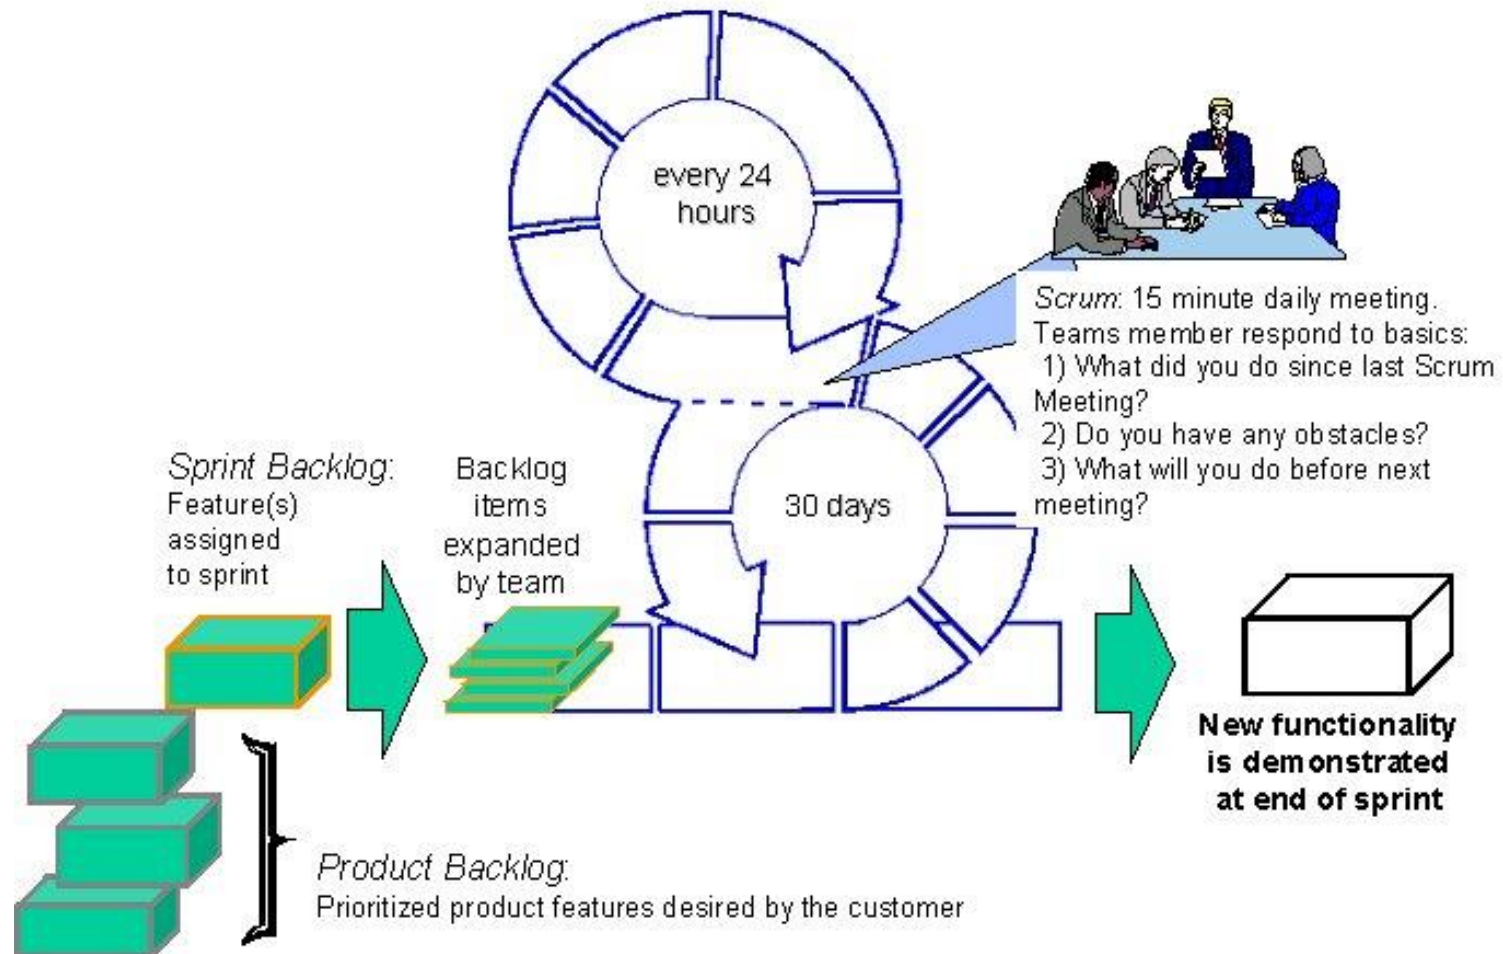 every 24
hours
Scrum: 15 minute daily meeting.
Teams member respond to basics:
1) What did you do since last Scrum
Meeting?
2) Do you have any obstacles?
3) What will you do before next
meeting?
30 days
Sprint Backlog:
Feature(s)
assigned
to sprint
Backlog
items
expanded
by team
New functionality
is demonstrated
at end of sprint
Product Backlog:
Prioritized product features desired by the customer